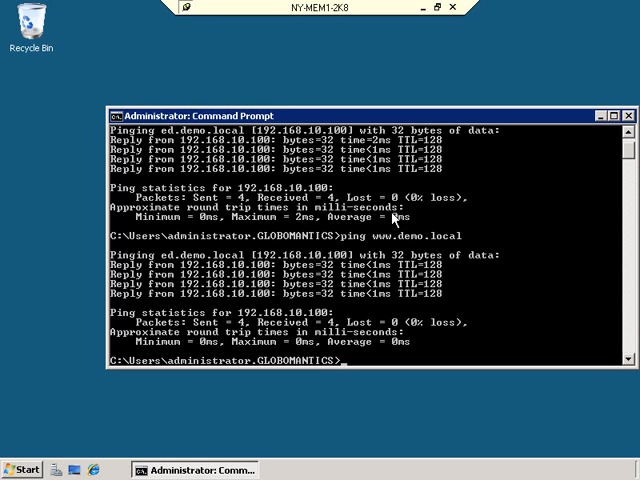 NY-MEM1-2K8
Recycle Bin
Administrator: Command Prompt
Pinging ed.demo.local [192.168.10.100] with 32 bytes of data:
Reply from 192.168.10.100: bytes=32 time=2ms TTL=128
Reply from 192.168.10.100: bytes=32 time<1ms TTL=128
Reply from 192.168.10.100: bytes=32 time<1ms TTL=128
Reply from 192.168.10.100: bytes=32 time<1ms TTL=128
Ping statistics for 192.168.10.100:
Packets: Sent = 4, Received = 4, Lost = 0 (0% loss),
Approximate round trip times in milli-seconds:
Minimum = 0ms, Maximum = 2ms, Average = 0ms
C:\Users\administrator.GLOBOMANTICS>ping www.demo.local
Pinging ed.demo.local [192.168.10.100] with 32 bytes of data:
Reply from 192.168.10.100: bytes=32 time<1ms TTL=128
Reply from 192.168.10.100: bytes=32 time<1ms TTL=128
Reply from 192.168.10.100: bytes=32 time<1ms TTL=128
Reply from 192.168.10.100: bytes=32 time<1ms TTL=128
Ping statistics for 192.168.10.100:
Packets: Sent = 4, Received = 4, Lost = 0 (0% loss),
Approximate round trip times in milli-seconds:
Minimum = 0ms, Maximum = 0ms, Average = 0ms
C:\Users\administrator.GLOBOMANTICS>_
Start
Administrator: Comm...